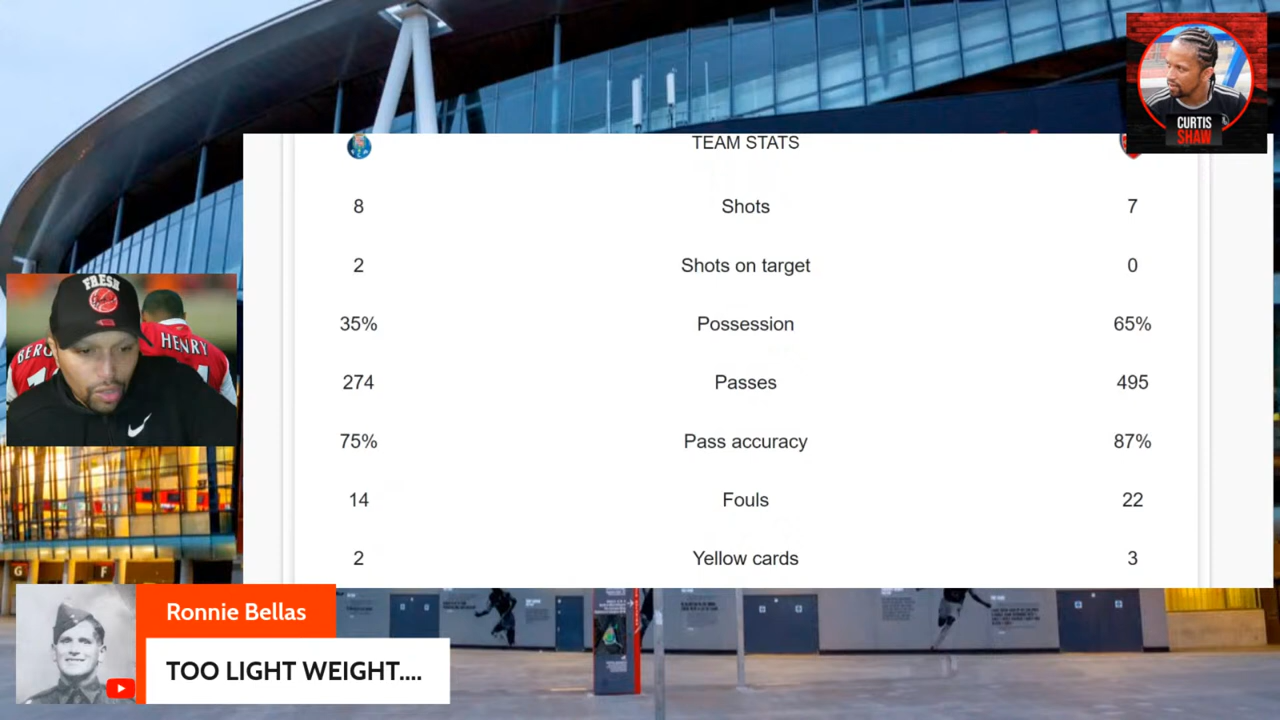 CURTIS
SHAW
TEAM STATS
8 Shots 7
2 Shots on target 0
35% Possession 65%
274 Passes 495
75% Pass accuracy 87%
14 Fouls 22
2 Yellow cards 3
FRESH
HENRY
G F
Ronnie Bellas
TOO LIGHT WEIGHT....